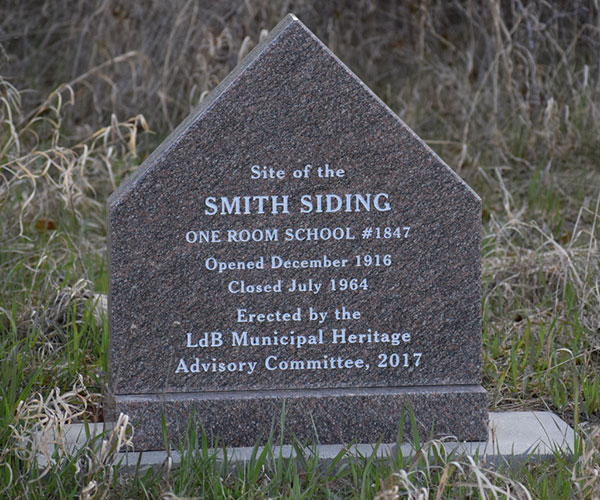 Site of the
SMITH SIDING
ONE ROOM SCHOOL #1847
Opened December 1916
Closed July 1964
Erected by the
LdB Municipal Heritage
Advisory Committee, 2017